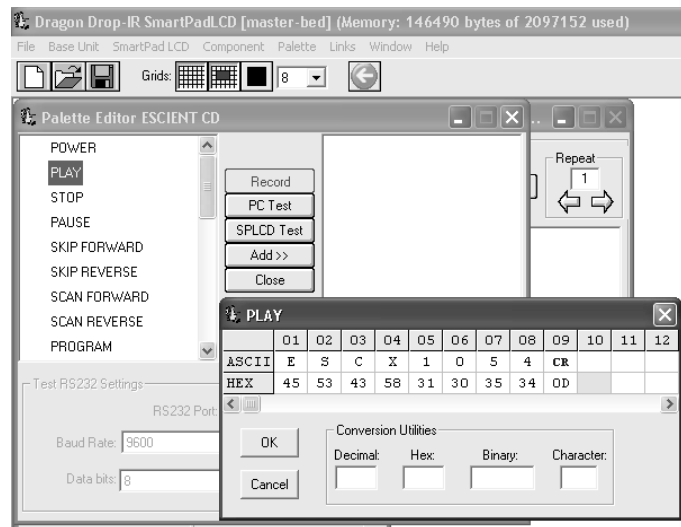 Dragon Drop-IR SmartPadLCD [master-bed] (Memory: 146490 bytes of 2097152 used)
File Base Unit SmartPad LCD Component Palette Links Window Help
Grids: 8
Palette Editor ESCIENT CD
..
POWER
PLAY
STOP
PAUSE
SKIP FORWARD
SKIP REVERSE
SCAN FORWARD
SCAN REVERSE
PROGRAM
Record
PC Test
SPLCD Test
Add >>
Close
Repeat
1
Test RS232 Settings
RS232 Port:
Baud Rate: 9600
Data bits: 8
PLAY
01 02 03 04 05 06 07 08 09 10 11 12
ASCII E S C X 1 0 5 4 CR
HEX 45 53 43 58 31 30 35 34 0D
OK
Cancel
Conversion Utilities
Decimal: Hex: Binary: Character: